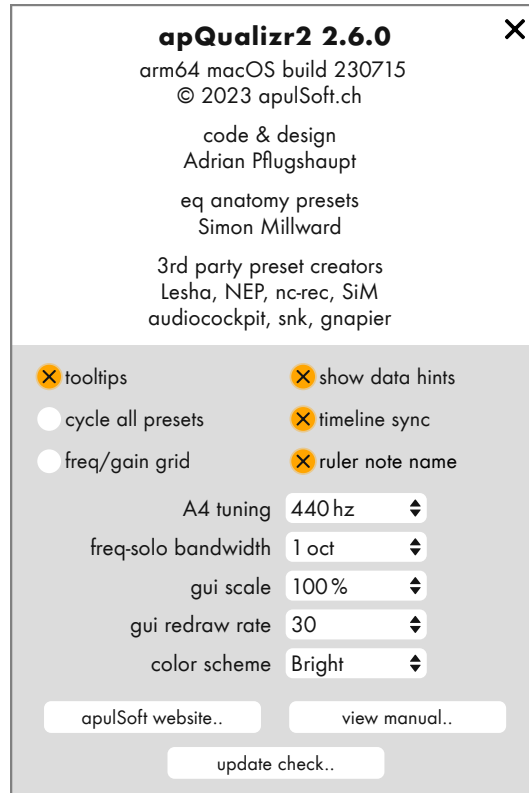 apQualizr2 2.6.0
arm64 macOS build 230715
© 2023 apulSoft.ch
code & design
Adrian Pflugshaupt
eq anatomy presets
Simon Millward
3rd party preset creators
Lesha, NEP, nc-rec, SiM
audiocockpit, snk, gnapier
tooltips show data hints
cycle all presets timeline sync
freq/gain grid ruler note name
A4 tuning 440 hz
freq-solo bandwidth 1 oct
gui scale 100 %
gui redraw rate 30
color scheme Bright
apulSoft website.. view manual..
update check..